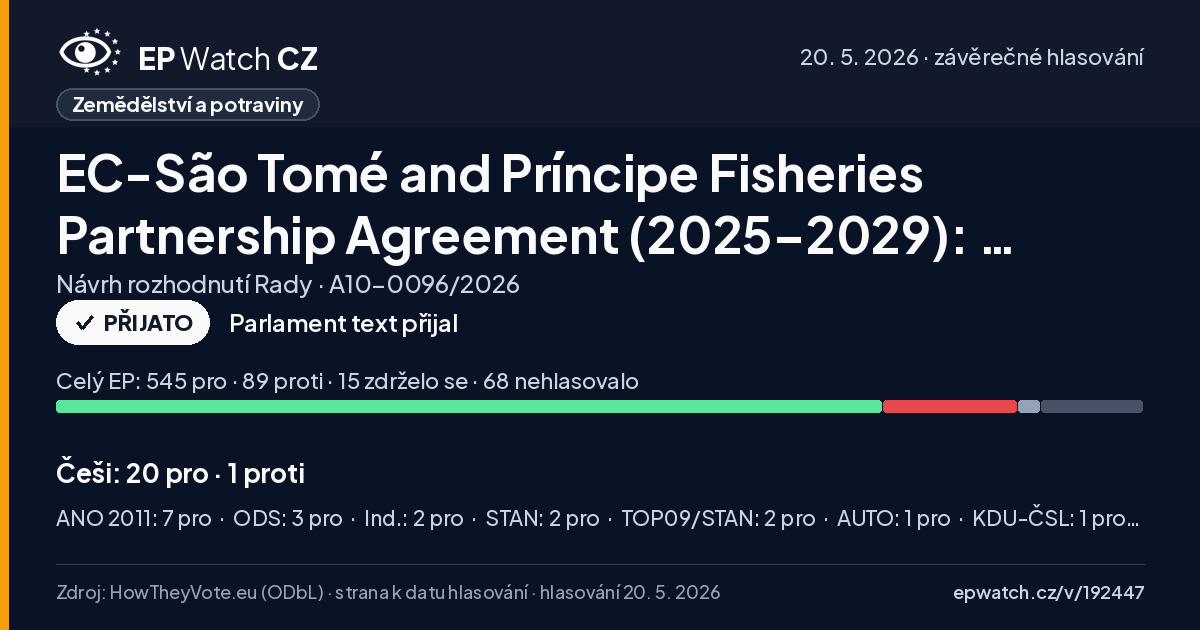 EP Watch CZ
20. 5. 2026 · závěrečné hlasování
Zemědělství a potraviny
EC-São Tomé and Príncipe Fisheries
Partnership Agreement (2025–2029): …
Návrh rozhodnutí Rady · A10-0096/2026
✓ PŘIJATO Parlament text přijal
Celý EP: 545 pro · 89 proti · 15 zdrželo se · 68 nehlasovalo
Češi: 20 pro · 1 proti
ANO 2011: 7 pro · ODS: 3 pro · Ind.: 2 pro · STAN: 2 pro · TOP09/STAN: 2 pro · AUTO: 1 pro · KDU-ČSL: 1 pro…
Zdroj: HowTheyVote.eu (ODbL) · strana k datu hlasování · hlasování 20. 5. 2026
epwatch.cz/v/192447